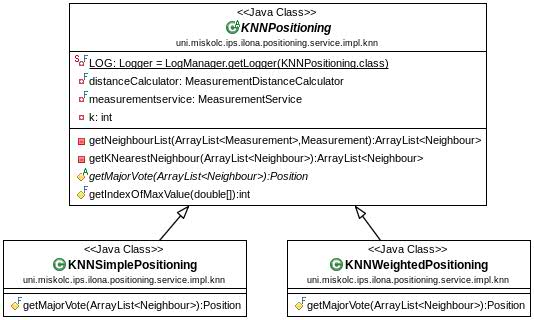 <<Java Class>>
KNNPositioning
uni.miskolc.ips.ilona.positioning.service.impl.knn
LOG: Logger = LogManager.getLogger(KNNPositioning.class)
distanceCalculator: MeasurementDistanceCalculator
measurementservice: MeasurementService
k: int
getNeighbourList(ArrayList<Measurement>,Measurement):ArrayList<Neighbour>
getKNearestNeighbour(ArrayList<Neighbour>):ArrayList<Neighbour>
getMajorVote(ArrayList<Neighbour>):Position
getIndexOfMaxValue(double[]):int
<<Java Class>>
KNNSimplePositioning
uni.miskolc.ips.ilona.positioning.service.impl.knn
getMajorVote(ArrayList<Neighbour>):Position
<<Java Class>>
KNNWeightedPositioning
uni.miskolc.ips.ilona.positioning.service.impl.knn
getMajorVote(ArrayList<Neighbour>):Position